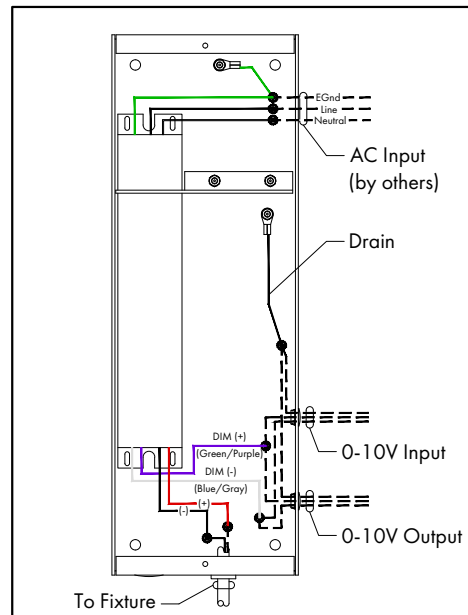 EGnd
Line
Neutral
AC Input
(by others)
Drain
DIM (+)
(Green/Purple)
0-10V Input
DIM (-)
(Blue/Gray)
(+)
(-)
0-10V Output
To Fixture